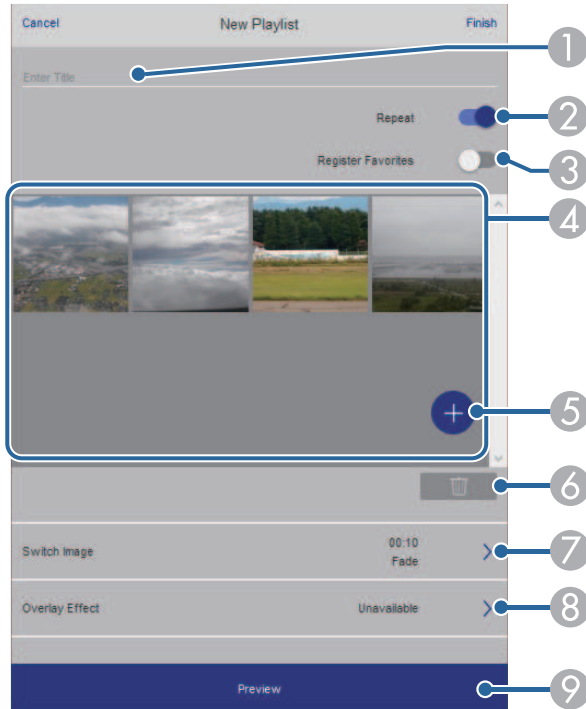 Cancel New Playlist Finish
1
Enter Title
Repeat
2
Register Favorites
3
4
5
6
Switch Image
00:10
Fade
7
Overlay Effect Unavailable
8
Preview
9